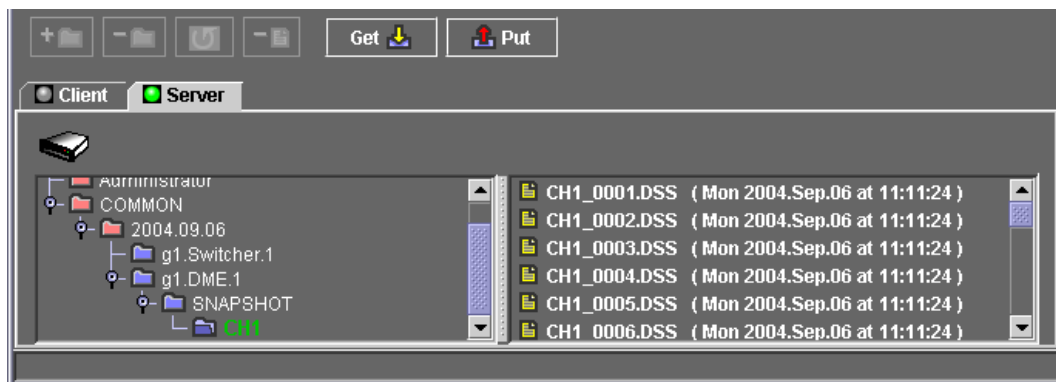 Get Put
Client Server
Administrator
COMMON
2004.09.06
g1.Switcher.1
g1.DME.1
SNAPSHOT
CH1
CH1_0001.DSS ( Mon 2004.Sep.06 at 11:11:24 )
CH1_0002.DSS ( Mon 2004.Sep.06 at 11:11:24 )
CH1_0003.DSS ( Mon 2004.Sep.06 at 11:11:24 )
CH1_0004.DSS ( Mon 2004.Sep.06 at 11:11:24 )
CH1_0005.DSS ( Mon 2004.Sep.06 at 11:11:24 )
CH1_0006.DSS ( Mon 2004.Sep.06 at 11:11:24 )